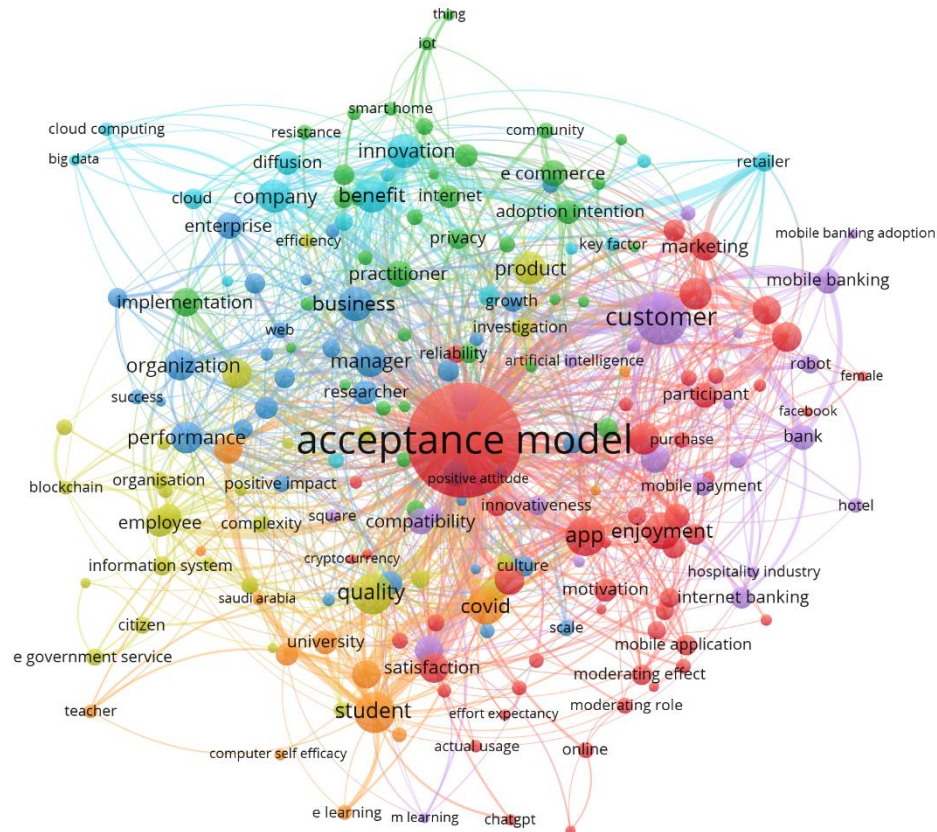 thing
iot
smart home
cloud computing
resistance
community
big data
diffusion
innovation
retailer
e commerce
cloud
company
benefit
internet
adoption intention
enterprise
mobile banking adoption
efficiency
privacy
key factor
marketing
practitioner
product
mobile banking
implementation
business
growth
customer
web
investigation
organization
manager
reliability
artificial intelligence
robot
success
researcher
participant
female
facebook
performance
acceptance model
purchase
bank
blockchain
organisation
positive impact
positive attitude
mobile payment
employee
complexity
square
compatibility
innovativeness
hotel
app
enjoyment
information system
cryptocurrency
culture
hospitality industry
saudi arabia
quality
motivation
internet banking
citizen
covid
university
scale
e government service
satisfaction
mobile application
moderating effect
teacher
student
effort expectancy
moderating role
computer self efficacy
actual usage
online
e learning
m learning
chatgpt